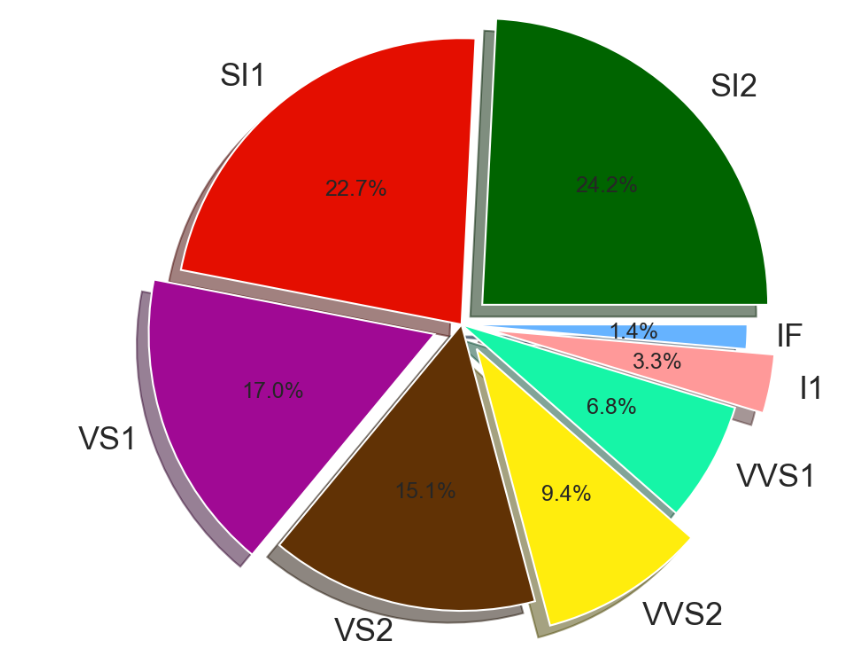 SI1
SI2
22.7%
24.2%
1.4%
IF
3.3%
I1
17.0%
6.8%
VS1
VVS1
15.1%
9.4%
VS2
VVS2